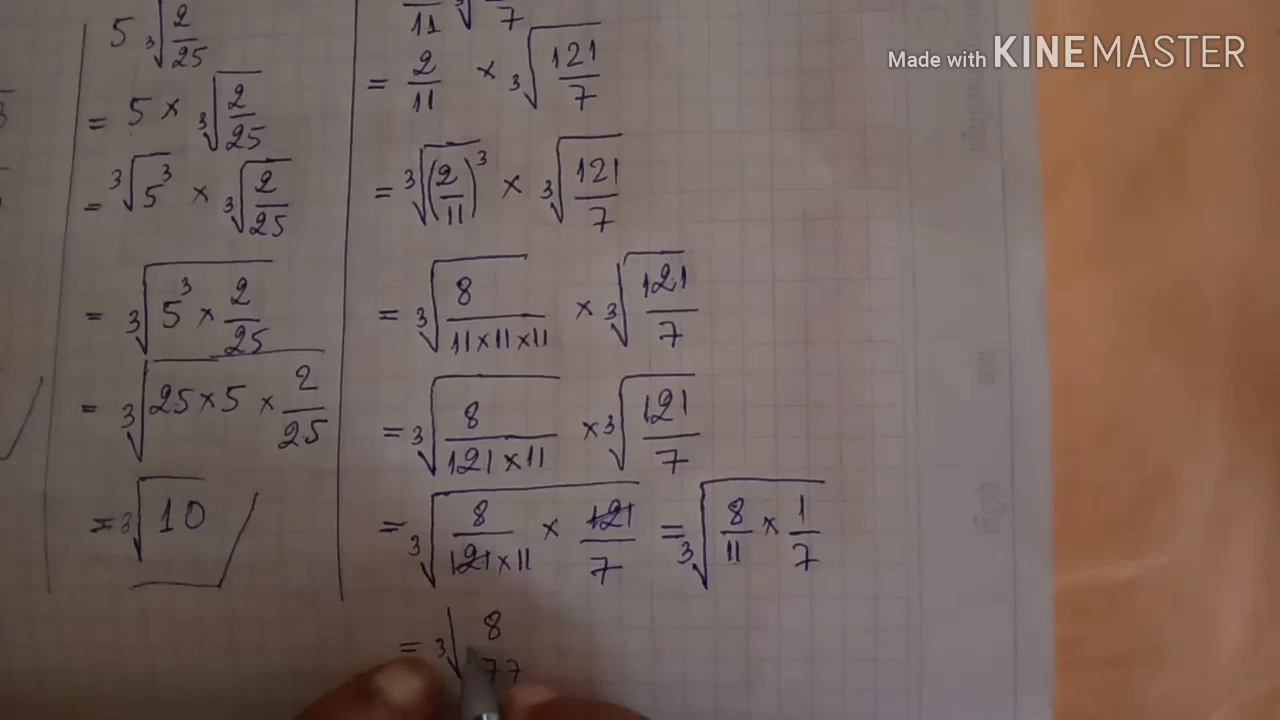 5 ∛(2/25)
= 5 × ∛(2/25)
= ∛(5³) × ∛(2/25)
= ∛(5³ × 2/25)
= ∛(25 × 5 × 2/25)
= ∛10
11 ∛ 7
= 2/11 × ∛(121/7)
= ∛((2/11)³) × ∛(121/7)
= ∛(8/(11×11×11)) × ∛(121/7)
= ∛(8/(121×11)) × ∛(121/7)
= ∛(8/(121×11) × 121/7) = ∛(8/11 × 1/7)
= ∛(8/77)
Made with KINEMASTER